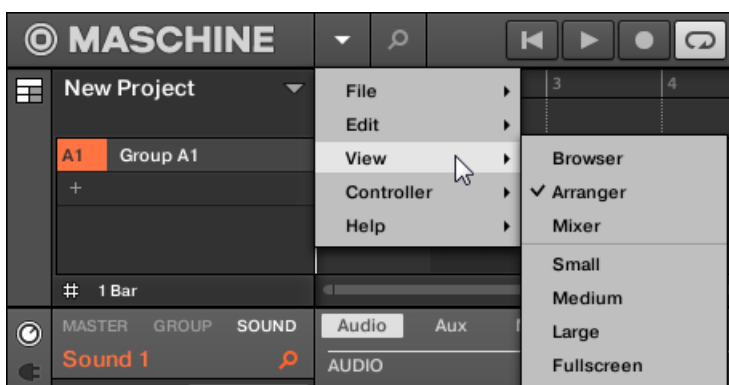 MASCHINE
New Project
3
4
File
Edit
A1 Group A1
View
Browser
+
Controller
Arranger
Help
Mixer
Small
1 Bar
Medium
MASTER GROUP SOUND
Audio Aux
Large
Sound 1
AUDIO
Fullscreen